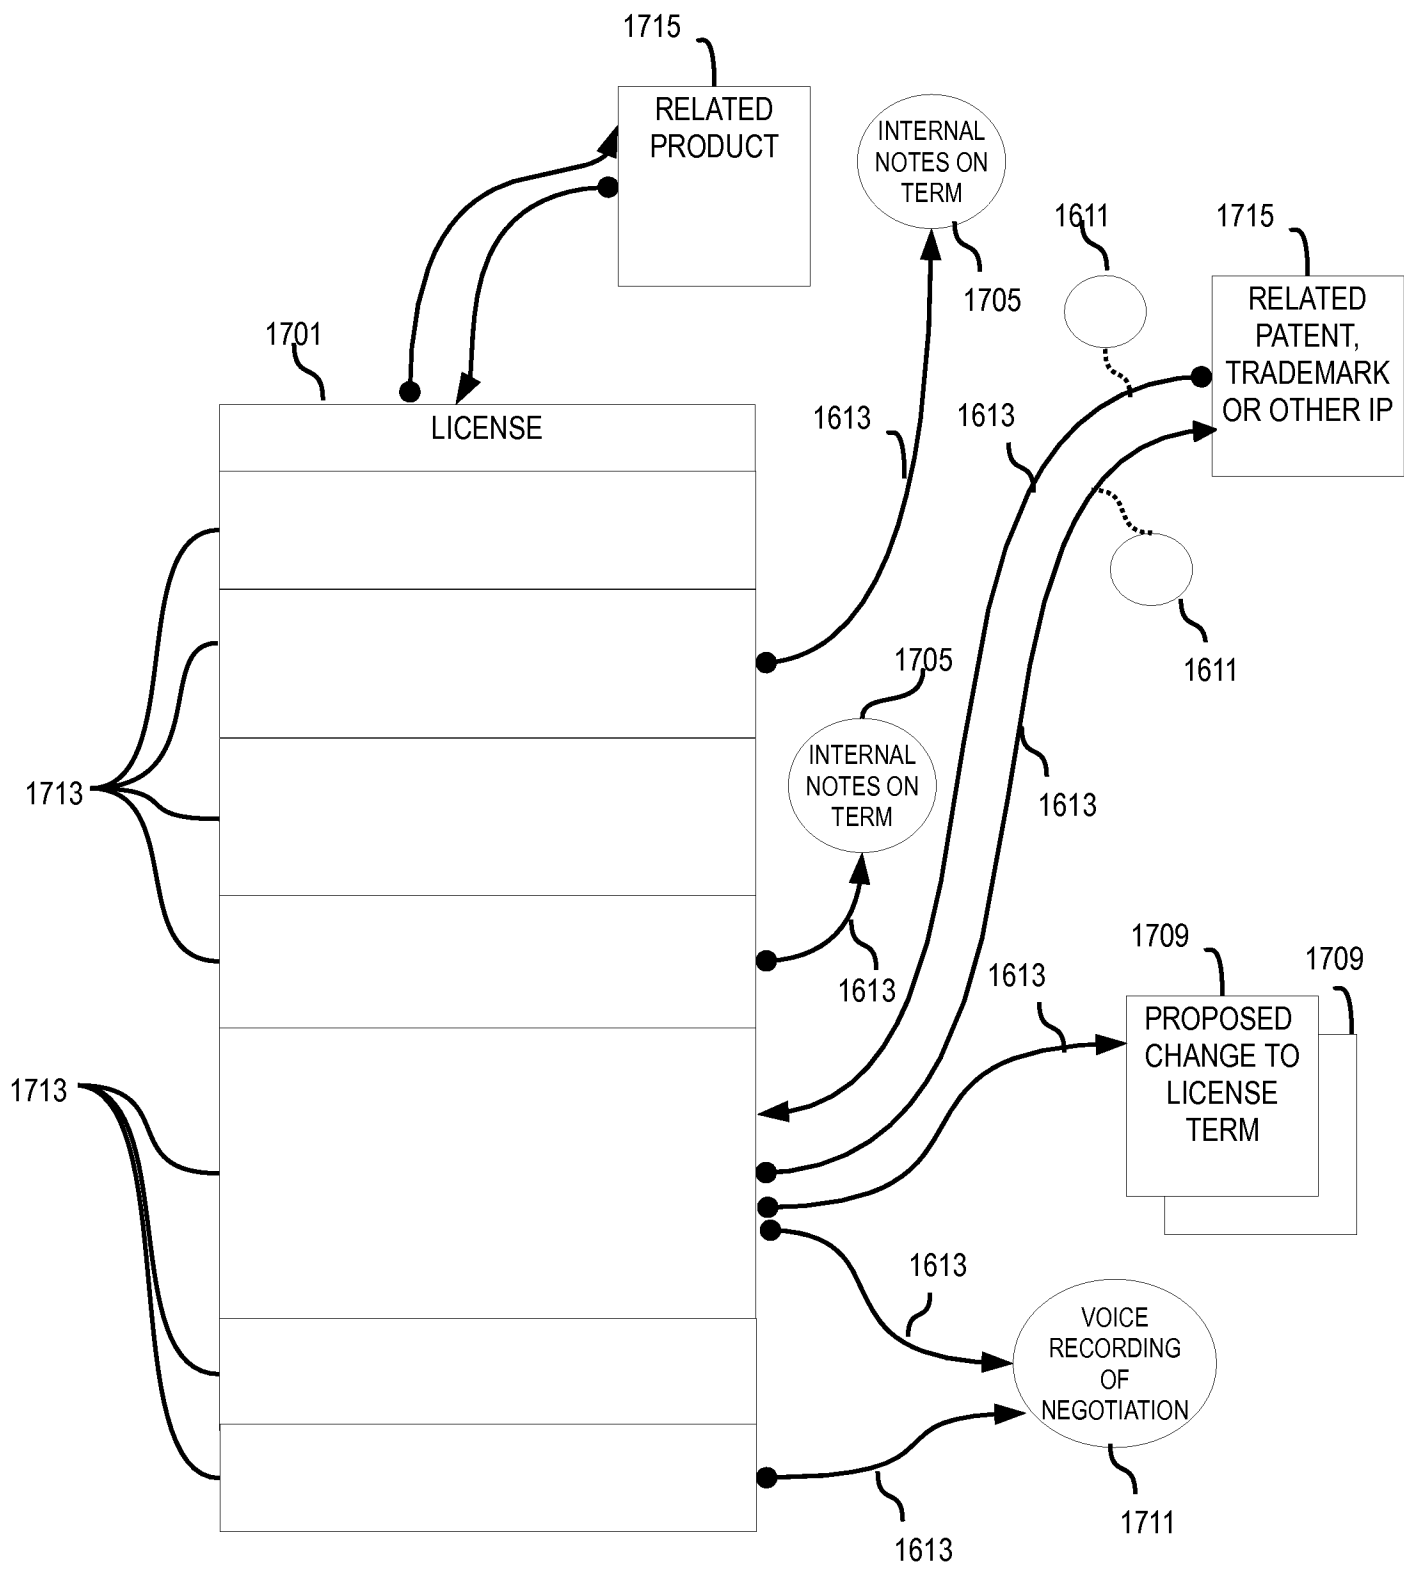 1715
RELATED
PRODUCT
INTERNAL
NOTES ON
TERM
1705
1611
1715
RELATED
PATENT,
TRADEMARK
OR OTHER IP
1701
LICENSE
1613
1613
1611
1705
INTERNAL
NOTES ON
TERM
1713
1613
1613
1709
1709
1613
PROPOSED
CHANGE TO
LICENSE
TERM
1713
1613
VOICE
RECORDING
OF
NEGOTIATION
1711
1613